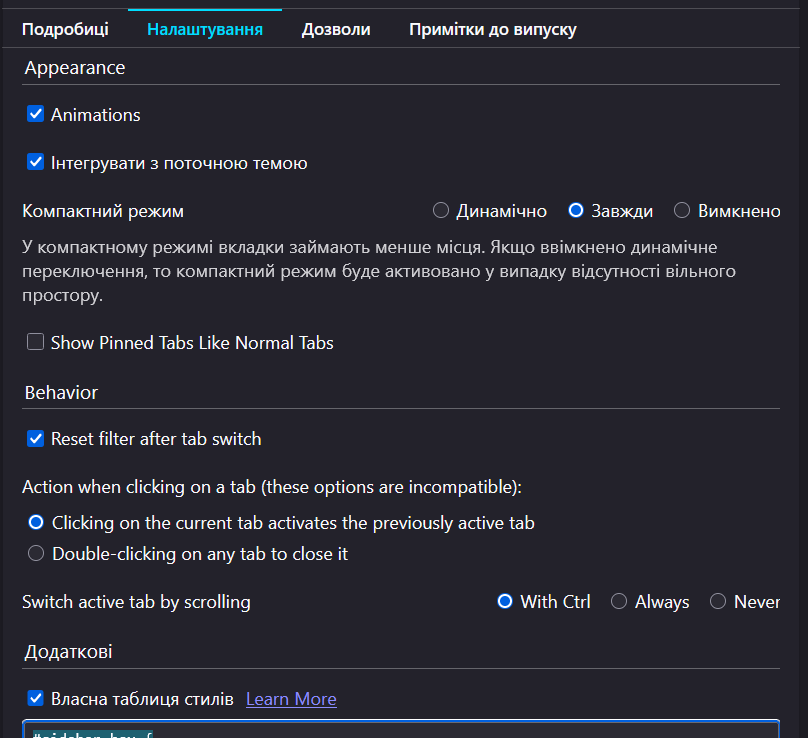 Подробиці Налаштування Дозволи Примітки до випуску
Appearance
Animations
Інтегрувати з поточною темою
Компактний режим Динамічно Завжди Вимкнено
У компактному режимі вкладки займають менше місця. Якщо ввімкнено динамічне
переключення, то компактний режим буде активовано у випадку відсутності вільного
простору.
Show Pinned Tabs Like Normal Tabs
Behavior
Reset filter after tab switch
Action when clicking on a tab (these options are incompatible):
Clicking on the current tab activates the previously active tab
Double-clicking on any tab to close it
Switch active tab by scrolling With Ctrl Always Never
Додаткові
Власна таблиця стилів Learn More